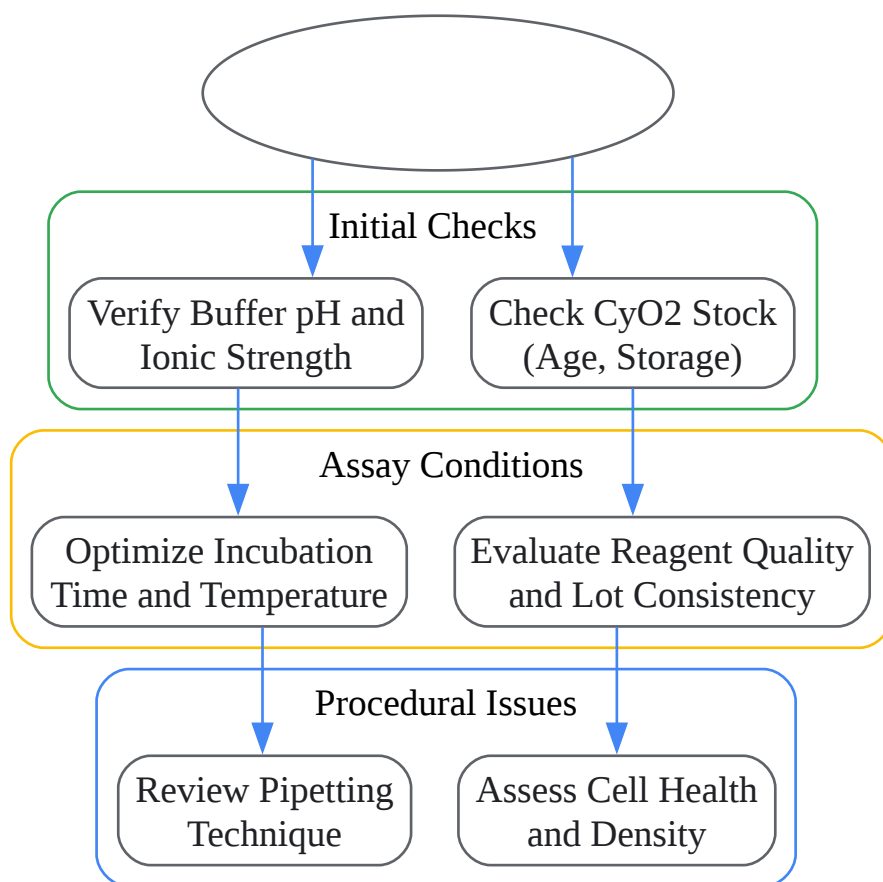 Initial Checks
Verify Buffer pH and
Ionic Strength
Check CyO2 Stock
(Age, Storage)
Assay Conditions
Optimize Incubation
Time and Temperature
Evaluate Reagent Quality
and Lot Consistency
Procedural Issues
Review Pipetting
Technique
Assess Cell Health
and Density